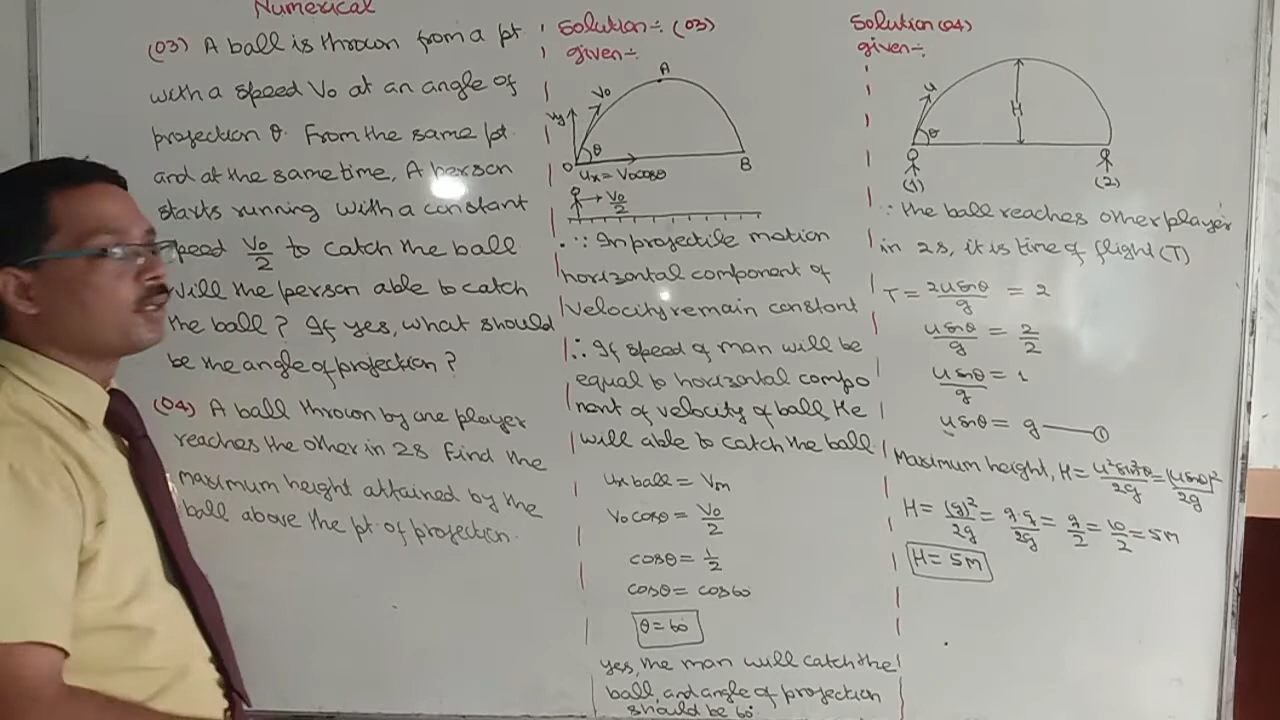 Numerical
(03) A ball is thrown from a pt
with a speed V₀ at an angle of
projection θ. From the same pt.
and at the same time, A person
starts running with a constant
speed V₀/2 to catch the ball
Will the person able to catch
the ball? If yes, what should
be the angle of projection?
(04) A ball thrown by one player
reaches the other in 2s Find the
maximum height attained by the
ball above the pt of projection.
Solution÷ (03)
given÷
A
V₀
Vy
θ
O
B
ux = V₀cosθ
V₀/2
∵ In projectile motion
horizontal component of
Velocity remain constant
∴ If speed of man will be
equal to horizontal compo
nent of velocity of ball He
will able to catch the ball
ux ball = Vm
V₀cosθ = V₀/2
cosθ = 1/2
cosθ = cos60
θ = 60
yes, the man will catch the
ball and angle of projection
should be 60.
Solution (04)
given÷
u
H
θ
(1)
(2)
∵ the ball reaches other player
in 2s, it is time of flight (T)
T = 2usinθ/g = 2
usinθ/g = 2/2
usinθ/g = 1
usinθ = g — ①
Maximum height, H = u²sin²θ/2g = (usinθ)²/2g
H = (g)²/2g = g.g/2g = g/2 = 10/2 = 5M
H = 5M